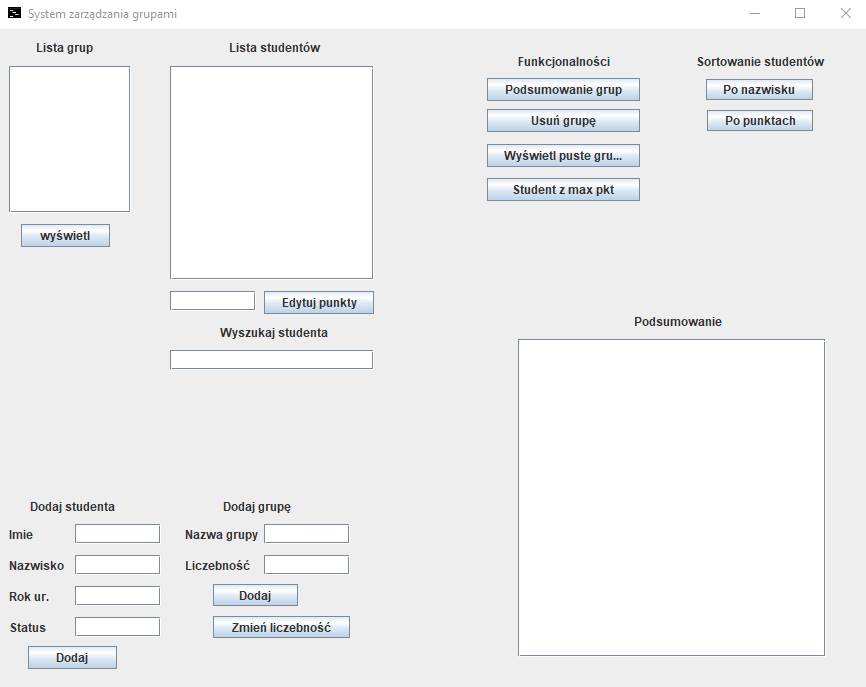 System zarządzania grupami
Lista grup
Lista studentów
Funkcjonalności
Sortowanie studentów
Podsumowanie grup
Po nazwisku
Usuń grupę
Po punktach
Wyświetl puste gru...
Student z max pkt
wyświetl
Edytuj punkty
Wyszukaj studenta
Podsumowanie
Dodaj studenta
Dodaj grupę
Imie
Nazwa grupy
Nazwisko
Liczebność
Rok ur.
Dodaj
Status
Zmień liczebność
Dodaj